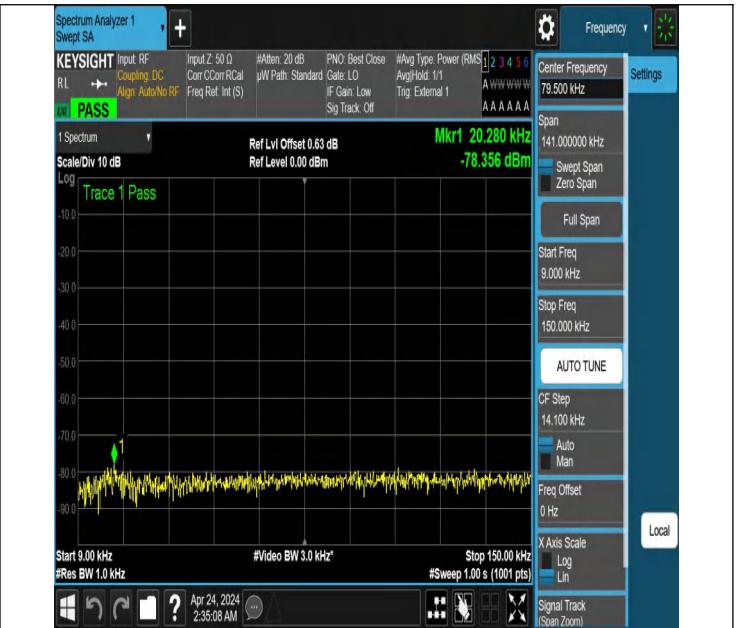 Spectrum Analyzer 1
Swept SA
+
Frequency
KEYSIGHT
Input: RF
Input Z: 50 Ω
#Atten: 20 dB
PNO: Best Close
#Avg Type: Power (RMS
1 2 3 4 5 6
RL
Coupling: DC
Corr CCorr RCal
µW Path: Standard
Gate: LO
Avg|Hold: 1/1
A W W W W W
Align: Auto/No RF
Freq Ref: Int (S)
IF Gain: Low
Trig: External 1
Sig Track: Off
A A A A A A
PASS
1 Spectrum
Ref Lvl Offset 0.63 dB
Mkr1 20.280 kHz
Scale/Div 10 dB
Ref Level 0.00 dBm
-78.356 dBm
Log
Trace 1 Pass
-10.0
-20.0
-30.0
-40.0
-50.0
-60.0
-70.0
1
-80.0
-90.0
Start 9.00 kHz
#Video BW 3.0 kHz*
Stop 150.00 kHz
#Res BW 1.0 kHz
#Sweep 1.00 s (1001 pts)
?
Apr 24, 2024
2:35:08 AM
Center Frequency
79.500 kHz
Settings
Span
141.000000 kHz
Swept Span
Zero Span
Full Span
Start Freq
9.000 kHz
Stop Freq
150.000 kHz
AUTO TUNE
CF Step
14.100 kHz
Auto
Man
Freq Offset
0 Hz
Local
X Axis Scale
Log
Lin
Signal Track
(Span Zoom)